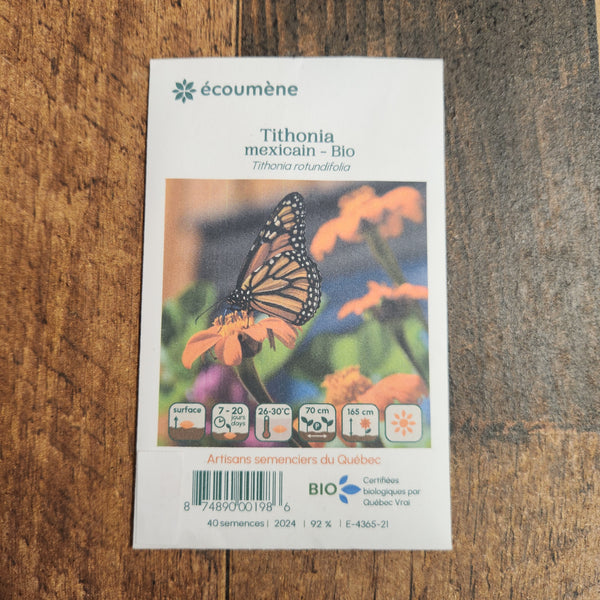 écoumène
Tithonia
mexicain - Bio
Tithonia rotundifolia
surface
7 - 20
jours
days
26-30°C
70 cm
P
165 cm
Artisans semenciers du Québec
8 74890 00198 6
BIO
Certifiées
biologiques par
Québec Vrai
40 semences | 2024 | 92 % | E-4365-21